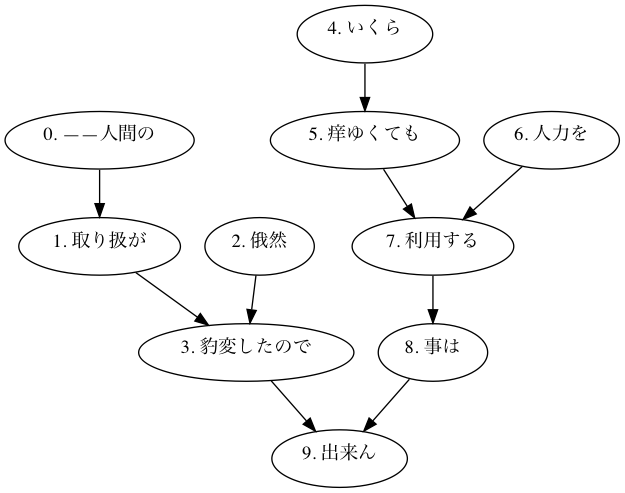 4. いくら
0. ——人間の
5. 痒ゆくても
6. 人力を
1. 取り扱が
2. 俄然
7. 利用する
3. 豹変したので
8. 事は
9. 出来ん